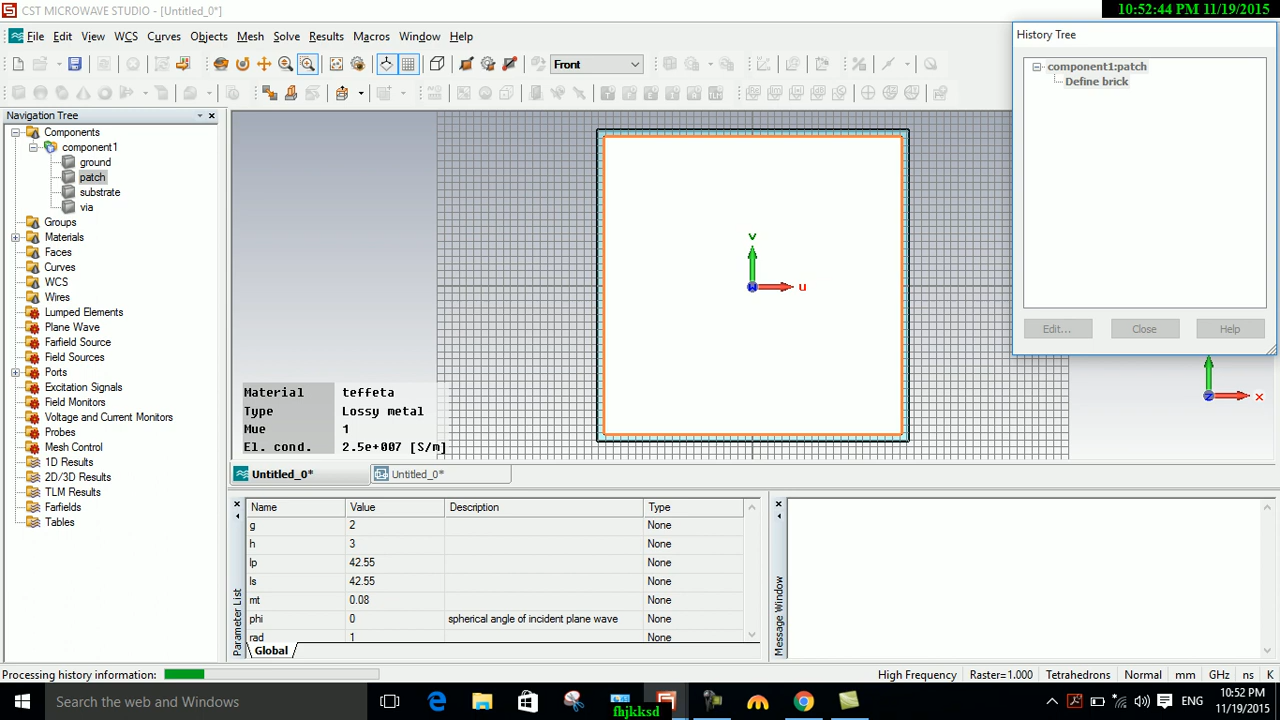 CST MICROWAVE STUDIO - [Untitled_0*]
10:52:44 PM 11/19/2015
File Edit View WCS Curves Objects Mesh Solve Results Macros Window Help
Front
Navigation Tree
Components
component1
ground
patch
substrate
via
Groups
Materials
Faces
Curves
WCS
Wires
Lumped Elements
Plane Wave
Farfield Source
Field Sources
Ports
Excitation Signals
Field Monitors
Voltage and Current Monitors
Probes
Mesh Control
1D Results
2D/3D Results
TLM Results
Farfields
Tables
v
u
Material teffeta
Type Lossy metal
Mue 1
El. cond. 2.5e+007 [S/m]
History Tree
component1:patch
Define brick
Edit... Close Help
z x
Untitled_0* Untitled_0*
Parameter List
Name Value Description Type
g 2 None
h 3 None
lp 42.55 None
ls 42.55 None
mt 0.08 None
phi 0 spherical angle of incident plane wave None
rad 1 None
Global
Message Window
Processing history information:
High Frequency Raster=1.000 Tetrahedrons Normal mm GHz ns K
Search the web and Windows
fhjkksd
ENG
10:52 PM
11/19/2015